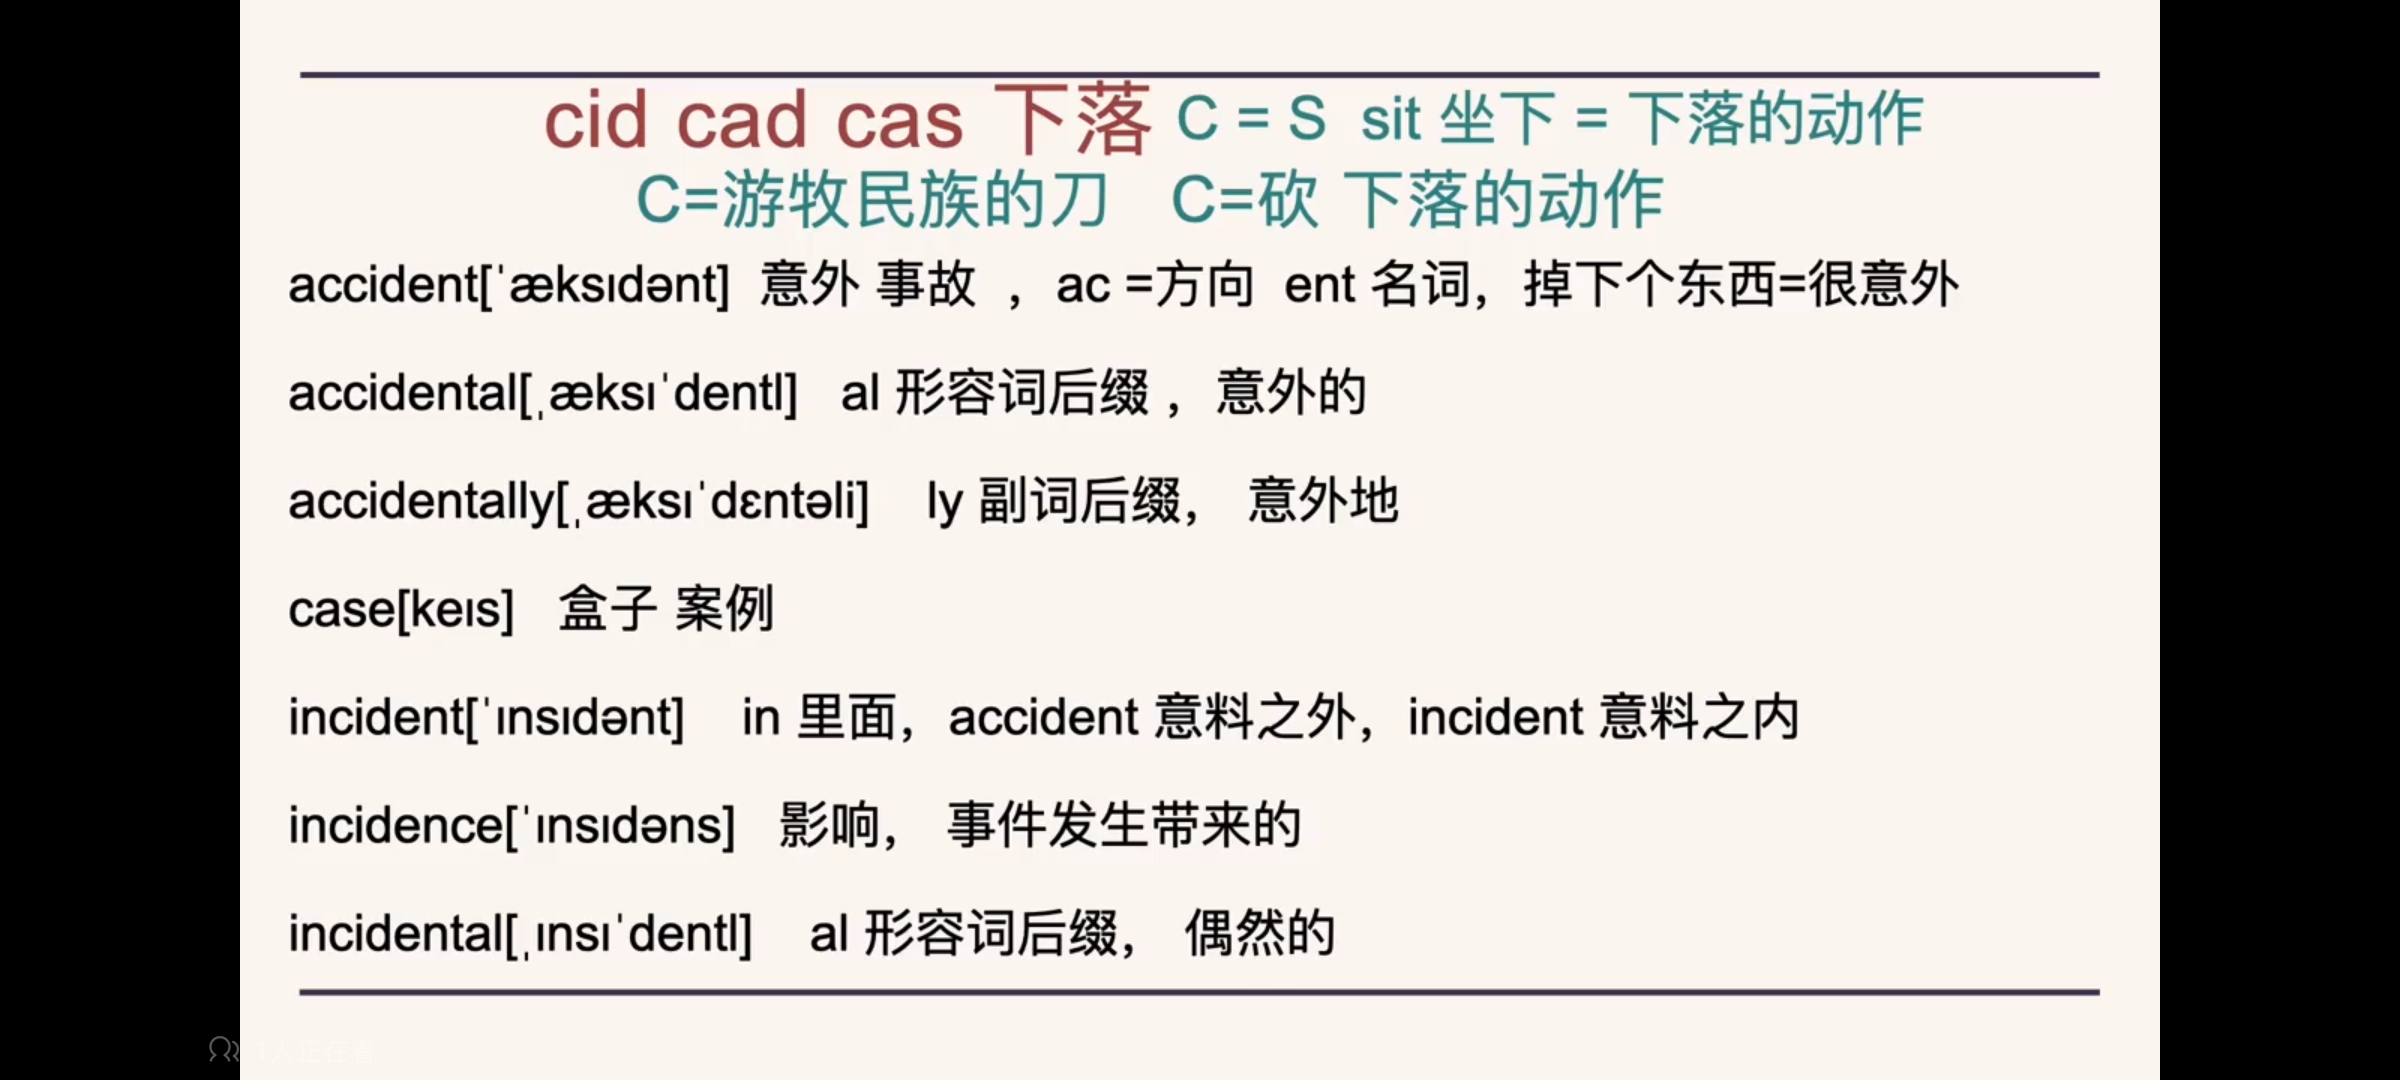 cid cad cas 下落 C = S sit 坐下 = 下落的动作
C=游牧民族的刀 C=砍 下落的动作
accident[ˈæksɪdənt] 意外 事故 ，ac =方向 ent 名词，掉下个东西=很意外
accidental[ˌæksɪˈdentl] al 形容词后缀 ，意外的
accidentally[ˌæksɪˈdɛntəli] ly 副词后缀， 意外地
case[keɪs] 盒子 案例
incident[ˈɪnsɪdənt] in 里面，accident 意料之外，incident 意料之内
incidence[ˈɪnsɪdəns] 影响， 事件发生带来的
incidental[ˌɪnsɪˈdentl] al 形容词后缀， 偶然的
1人正在看